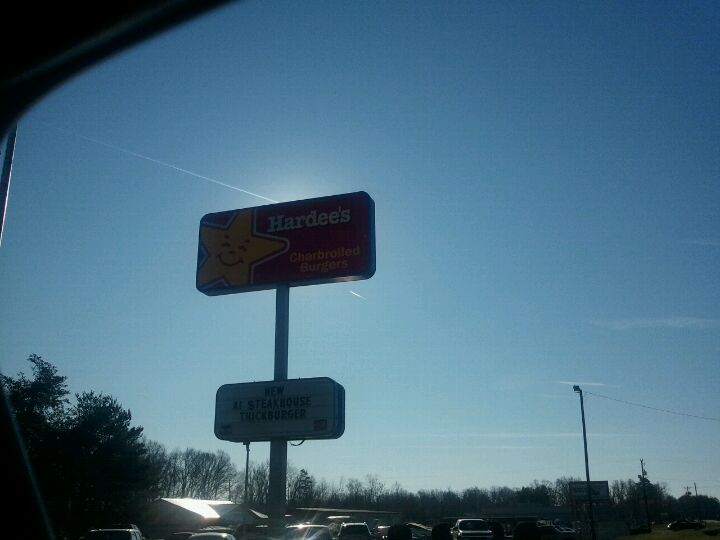 Hardee's
Charbroiled
Burgers
NEW
A1 STEAKHOUSE
THICKBURGER